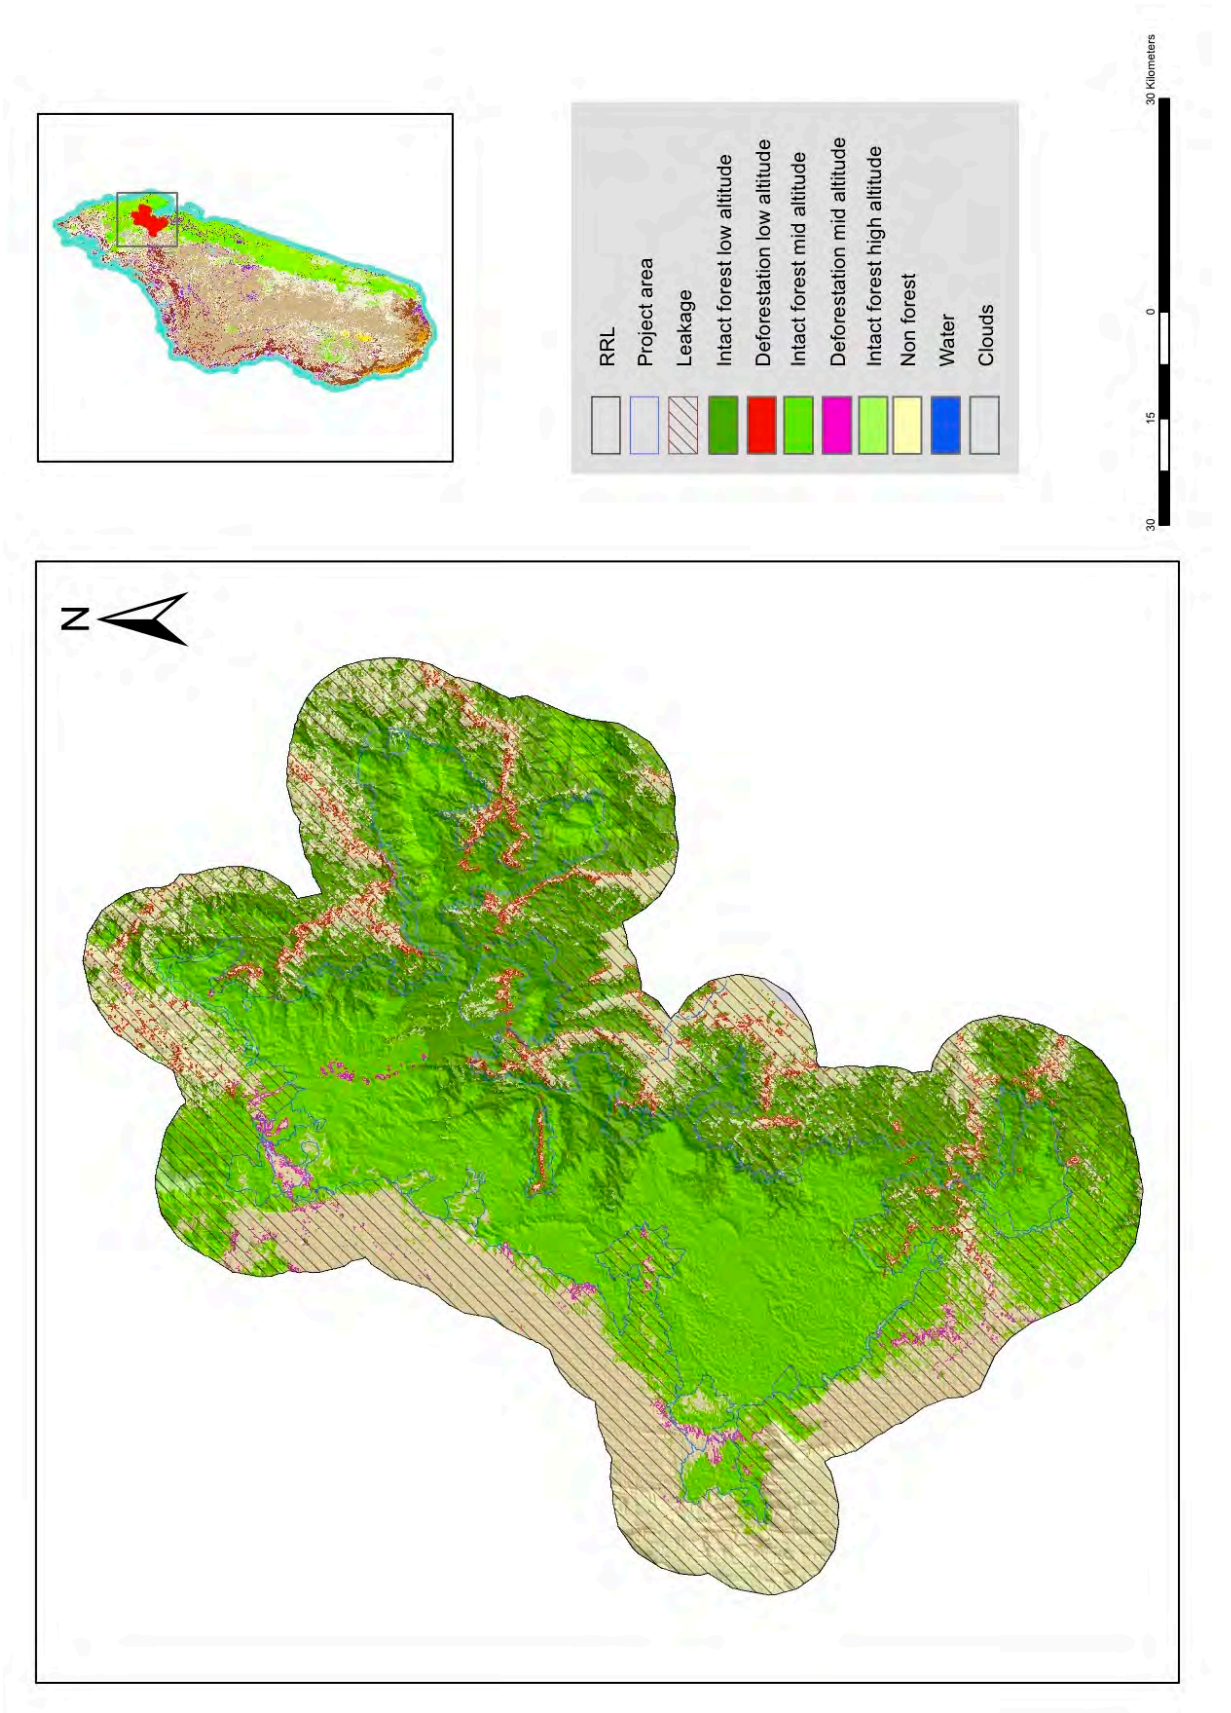 N
RRL
Project area
Leakage
Intact forest low altitude
Deforestation low altitude
Intact forest mid altitude
Deforestation mid altitude
Intact forest high altitude
Non forest
Water
Clouds
30
15
0
30 Kilometers